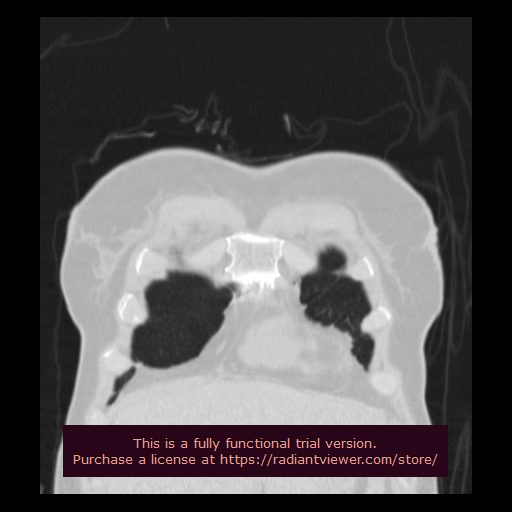 This is a fully functional trial version.
Purchase a license at https://radiantviewer.com/store/